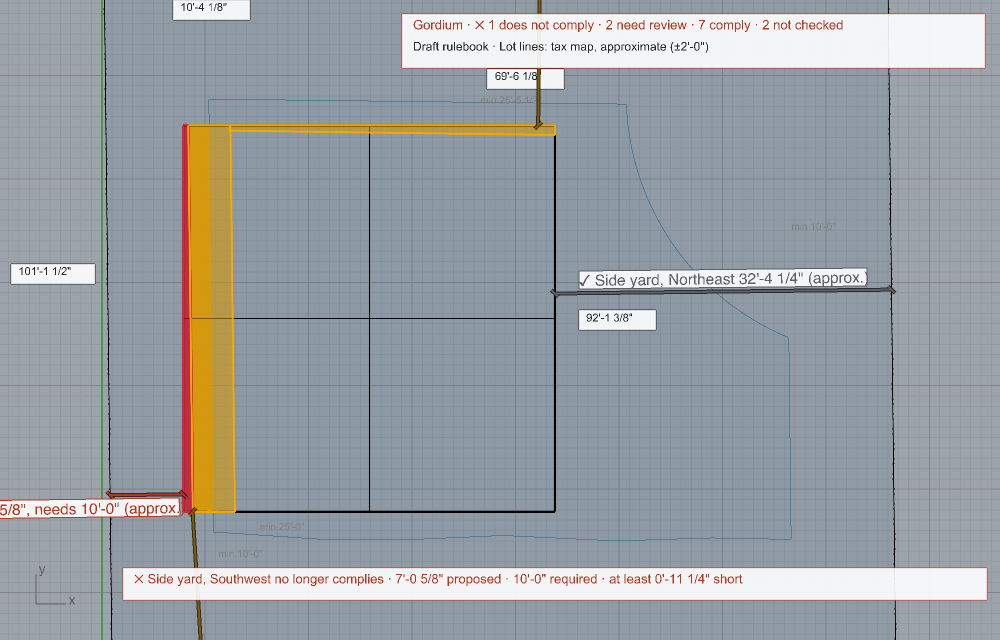 10'-4 1/8"
Gordium · ✕ 1 does not comply · 2 need review · 7 comply · 2 not checked
Draft rulebook · Lot lines: tax map, approximate (±2'-0")
69'-6 1/8
min 10'-0"
101'-1 1/2"
✓ Side yard, Northeast 32'-4 1/4" (approx.)
92'-1 3/8"
5/8", needs 10'-0" (approx.
min 25'-0"
min 10'-0"
✕ Side yard, Southwest no longer complies · 7'-0 5/8" proposed · 10'-0" required · at least 0'-11 1/4" short
y
x